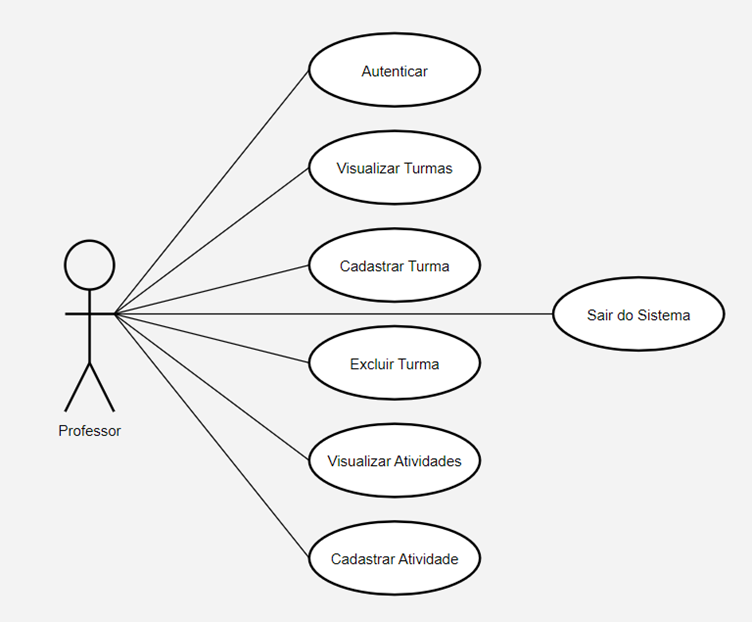 Autenticar
Visualizar Turmas
Cadastrar Turma
Sair do Sistema
Excluir Turma
Professor
Visualizar Atividades
Cadastrar Atividade